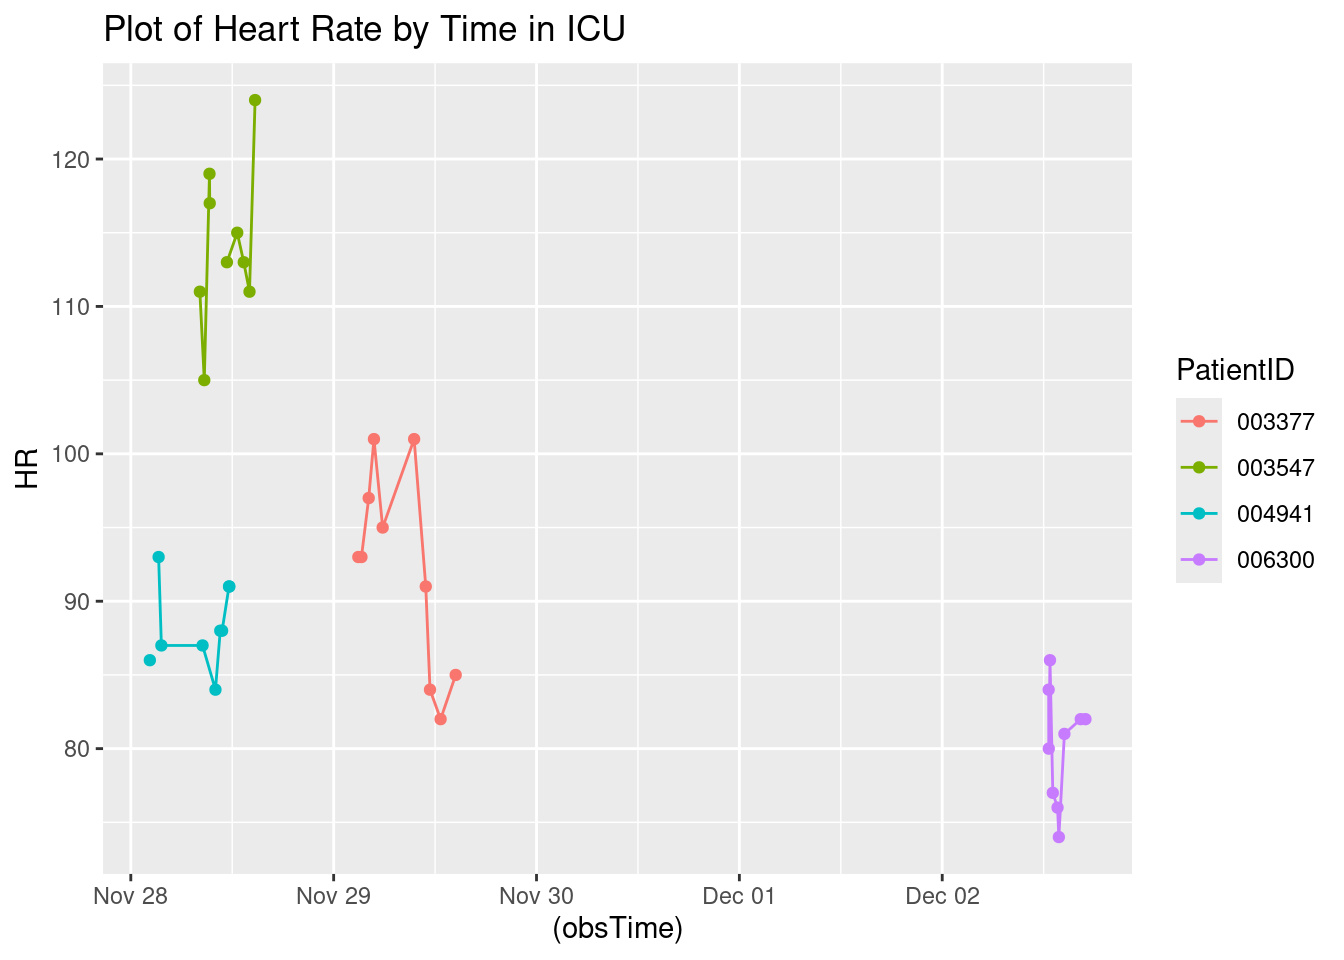 Plot of Heart Rate by Time in ICU
120
110
100
90
80
HR
Nov 28
Nov 29
Nov 30
Dec 01
Dec 02
(obsTime)
PatientID
003377
003547
004941
006300